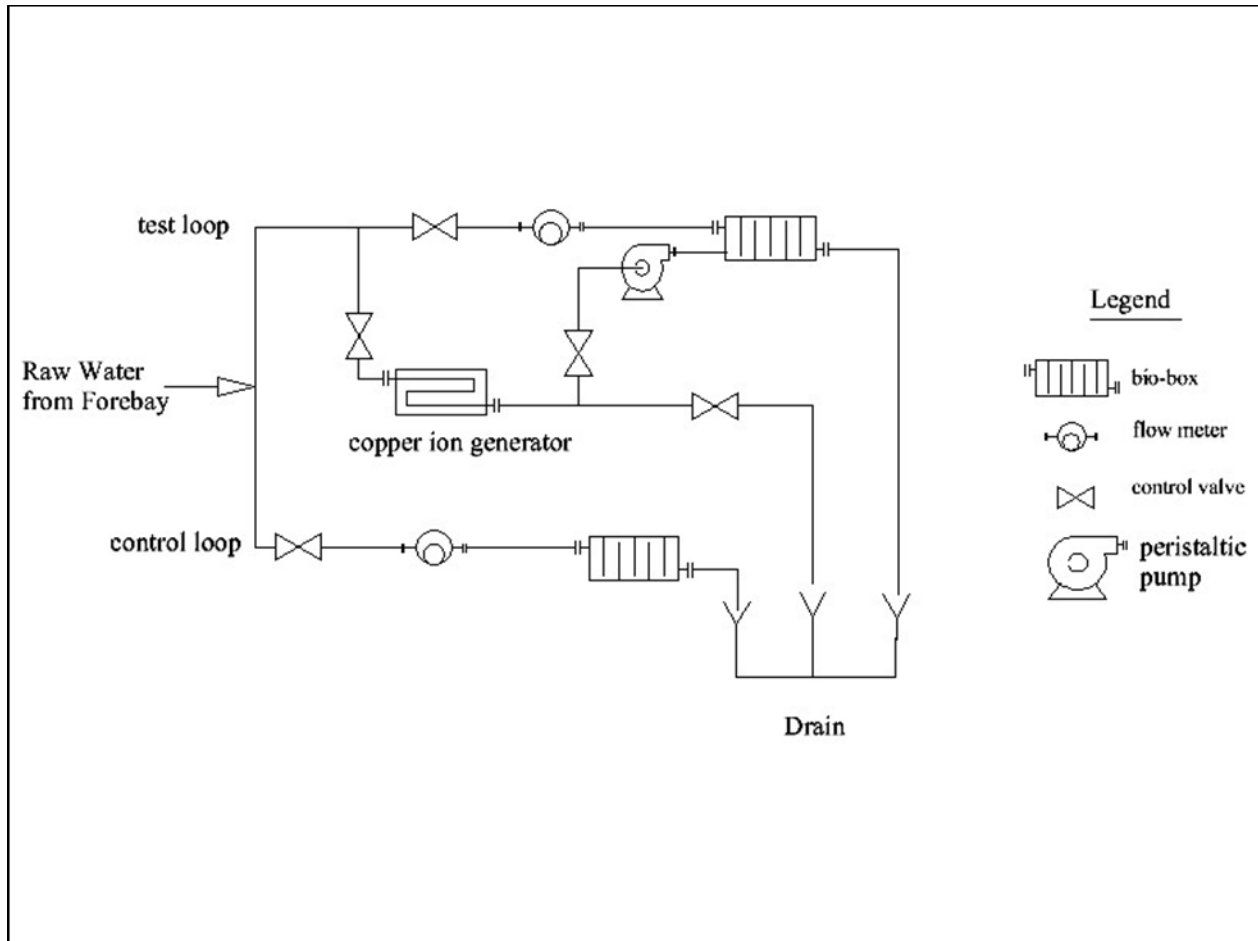 test loop
Raw Water
from Forebay
copper ion generator
control loop
Drain
Legend
bio-box
flow meter
control valve
peristaltic
pump